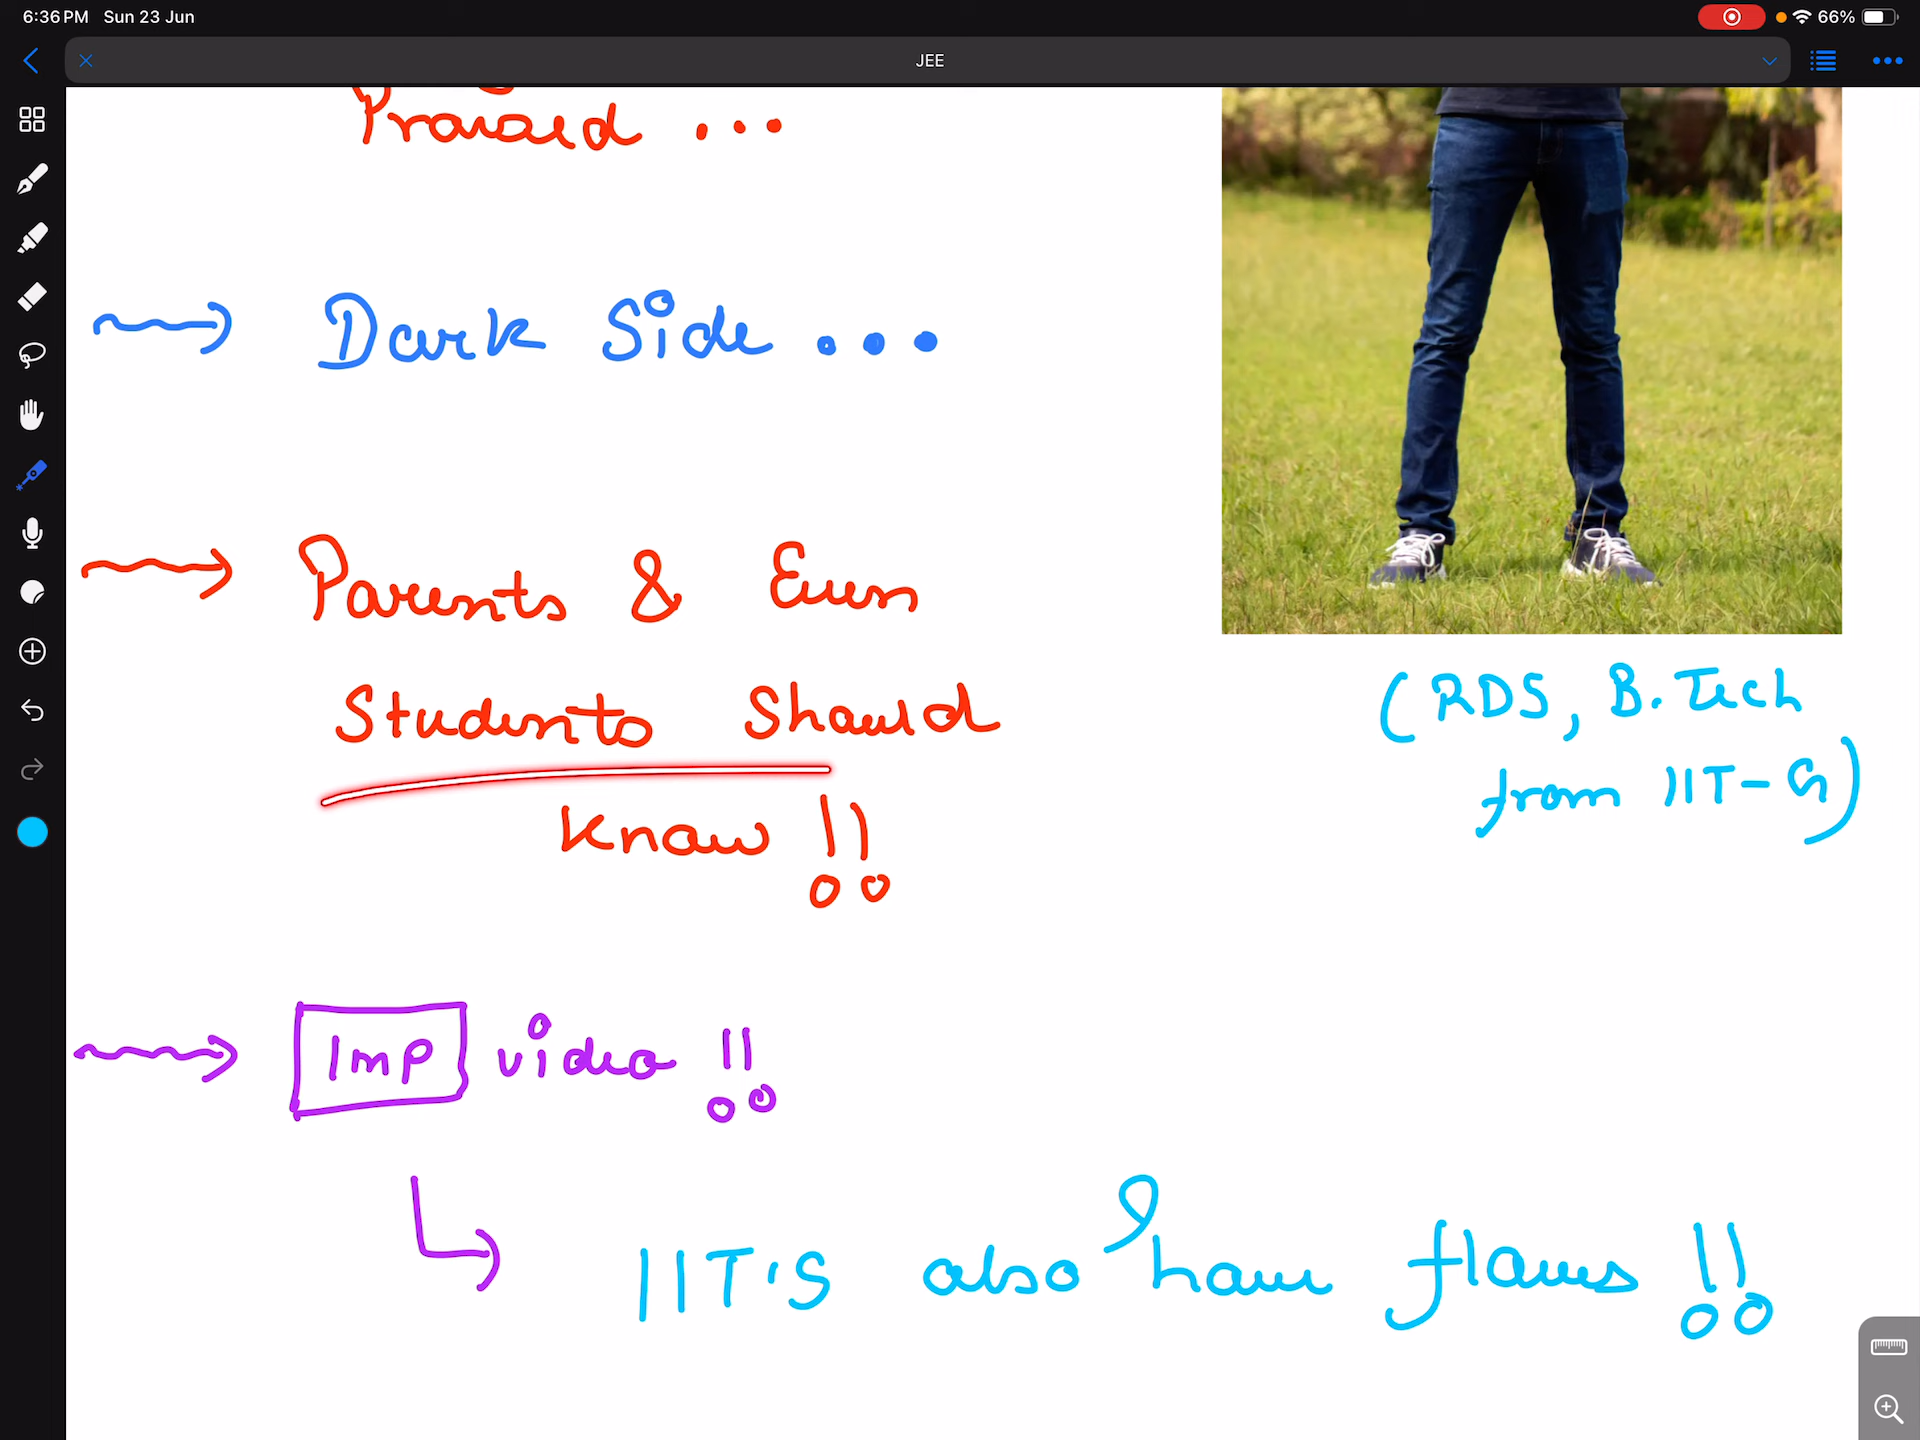 6:36 PM Sun 23 Jun
66%
JEE
...
Dark Side ...
Parents & Even
Students Should
Know !!
(RDS, B.Tech
from IIT-G)
Imp video !!
IIT's also have flaws !!